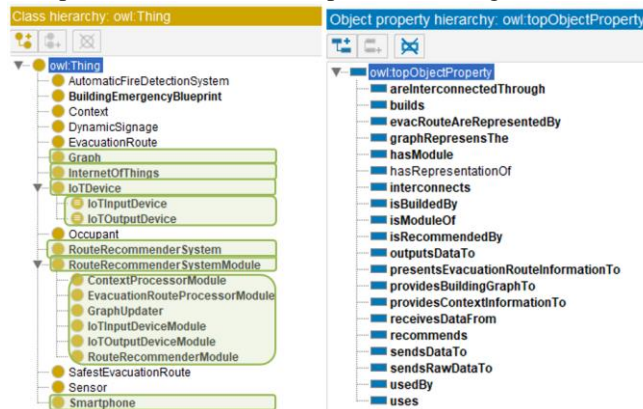 Class hierarchy: owl:Thing
owl:Thing
AutomaticFireDetectionSystem
BuildingEmergencyBlueprint
Context
DynamicSignage
EvacuationRoute
Graph
InternetOfThings
IoTDevice
IoTInputDevice
IoTOutputDevice
Occupant
RouteRecommenderSystem
RouteRecommenderSystemModule
ContextProcessorModule
EvacuationRouteProcessorModule
GraphUpdater
IoTInputDeviceModule
IoTOutputDeviceModule
RouteRecommenderModule
SafestEvacuationRoute
Sensor
Smartphone
Object property hierarchy: owl:topObjectProperty
owl:topObjectProperty
areInterconnectedThrough
builds
evacRouteAreRepresentedBy
graphRepresensThe
hasModule
hasRepresentationOf
interconnects
isBuildedBy
isModuleOf
isRecommendedBy
outputsDataTo
presentsEvacuationRouteInformationTo
providesBuildingGraphTo
providesContextInformationTo
receivesDataFrom
recommends
sendsDataTo
sendsRawDataTo
usedBy
uses